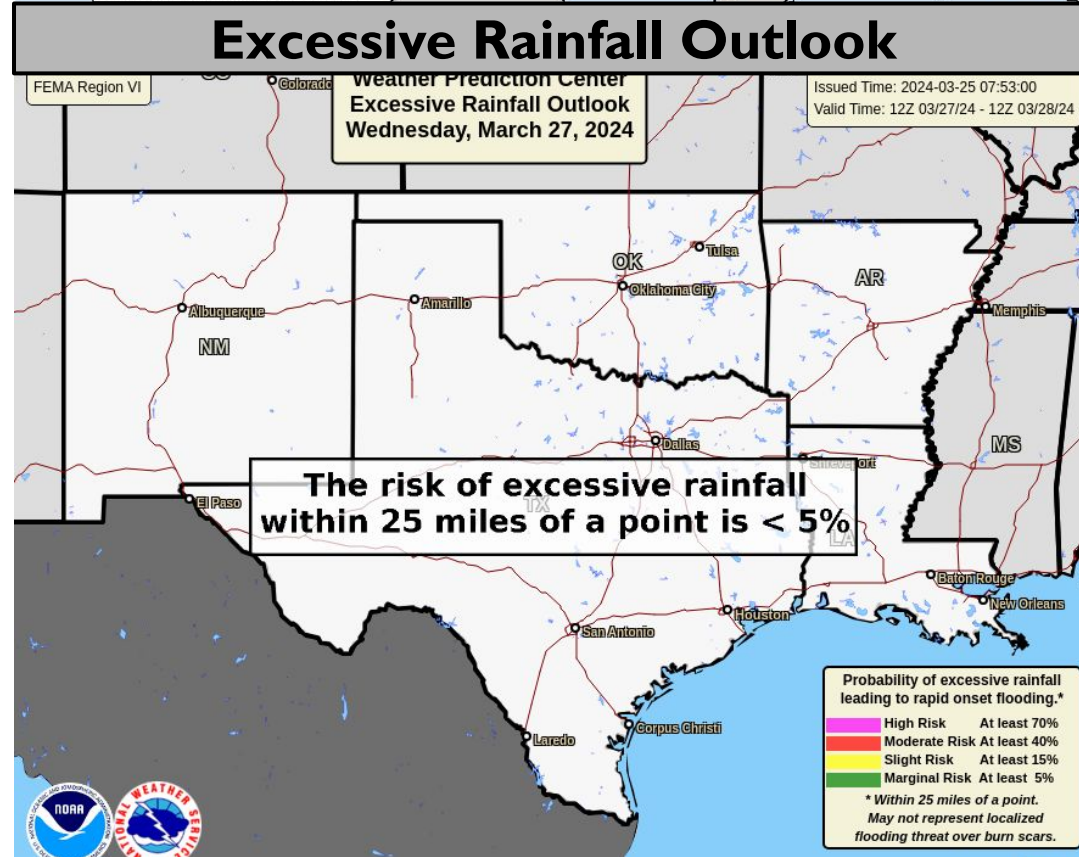 Excessive Rainfall Outlook
FEMA Region VI
Weather Prediction Center
Excessive Rainfall Outlook
Wednesday, March 27, 2024
Issued Time: 2024-03-25 07:53:00
Valid Time: 12Z 03/27/24 - 12Z 03/28/24
Colorado
Tulsa
OK
Oklahoma City
AR
Albuquerque
Amarillo
Memphis
NM
Dallas
MS
Shreveport
The risk of excessive rainfall
El Paso
TX
within 25 miles of a point is < 5%
LA
Baton Rouge
New Orleans
Houston
San Antonio
Corpus Christi
Laredo
Probability of excessive rainfall
leading to rapid onset flooding.*
High Risk At least 70%
Moderate Risk At least 40%
Slight Risk At least 15%
Marginal Risk At least 5%
* Within 25 miles of a point.
May not represent localized
flooding threat over burn scars.
NOAA
NATIONAL WEATHER SERVICE